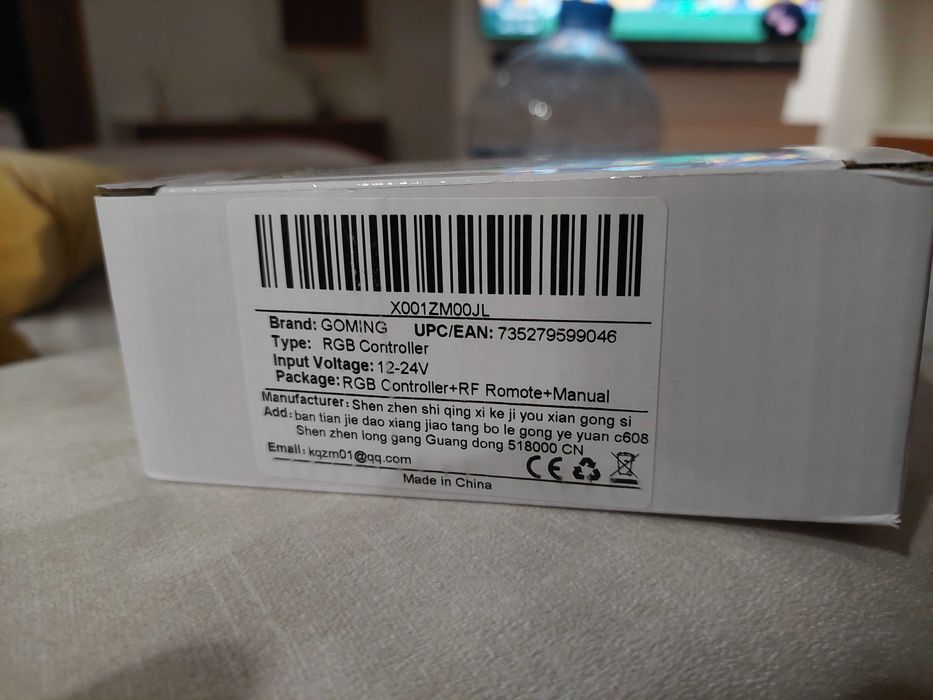 X001ZM00JL
Brand: GOMING UPC/EAN: 735279599046
Type: RGB Controller
Input Voltage: 12-24V
Package: RGB Controller+RF Romote+Manual
Manufacturer: Shen zhen shi qing xi ke ji you xian gong si
Add: ban tian jie dao xiang jiao tang bo le gong ye yuan c608
Shen zhen long gang Guang dong 518000 CN
Email: kqzm01@qq.com
CE
Made in China